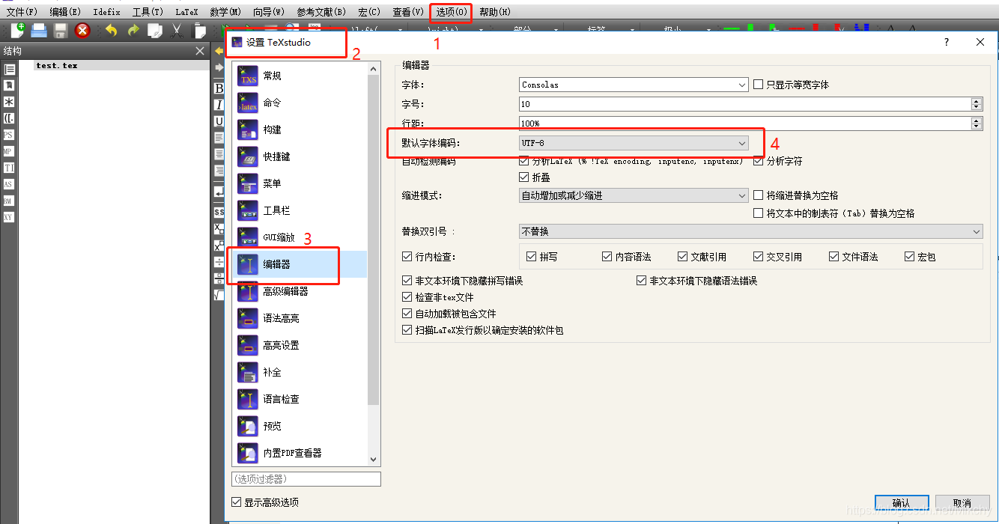 文件(F) 编辑(E) Idefix 工具(T) LaTeX 数学(M) 向导(W) 参考文献(B) 宏(C) 查看(V) 选项(O) 帮助(H)
1
结构
test.tex
B
I
U
PS
MP
TI
AS
BM
XY
$$
设置 TeXstudio
2
?
常规
命令
构建
快捷键
菜单
工具栏
GUI缩放
3
编辑器
高级编辑器
语法高亮
高亮设置
补全
语言检查
预览
内置PDF查看器
(选项过滤器)
显示高级选项
编辑器
字体: Consolas 只显示等宽字体
字号: 10
行距: 100%
默认字体编码: UTF-8 4
自动检测编码 分析LaTeX (% !TeX encoding, inputenc, inputenx) 分析字符
折叠
缩进模式: 自动增加或减少缩进 将缩进替换为空格
将文本中的制表符（Tab）替换为空格
替换双引号 : 不替换
行内检查: 拼写 内容语法 文献引用 交叉引用 文件语法 宏包
非文本环境下隐藏拼写错误 非文本环境下隐藏语法错误
检查非tex文件
自动加载被包含文件
扫描LaTeX发行版以确定安装的软件包
确认 取消